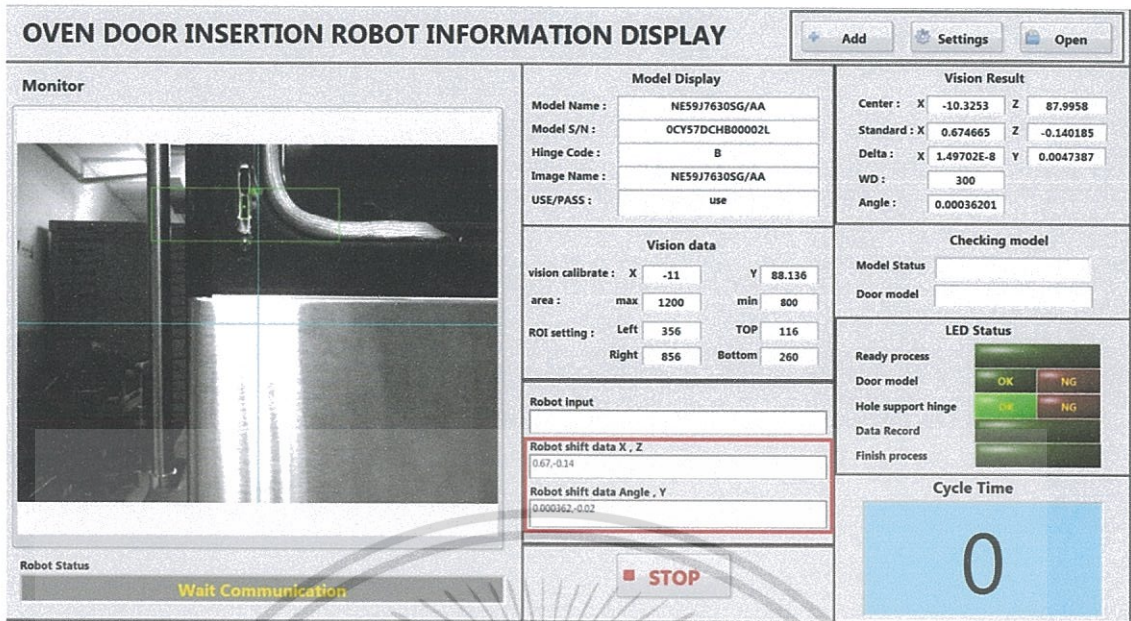 OVEN DOOR INSERTION ROBOT INFORMATION DISPLAY
Add
Settings
Open
Monitor
Robot Status
Wait Communication
Model Display
Model Name : NE59J7630SG/AA
Model S/N : 0CY57DCHB00002L
Hinge Code : B
Image Name : NE59J7630SG/AA
USE/PASS : use
Vision data
vision calibrate : X -11 Y 88.136
area : max 1200 min 800
ROI setting : Left 356 TOP 116
Right 856 Bottom 260
Robot input
Robot shift data X , Z
0.67,-0.14
Robot shift data Angle , Y
0.000362,-0.02
STOP
Vision Result
Center : X -10.3253 Z 87.9958
Standard : X 0.674665 Z -0.140185
Delta : X 1.49702E-8 Y 0.0047387
WD : 300
Angle : 0.00036201
Checking model
Model Status
Door model
LED Status
Ready process
Door model OK NG
Hole support hinge OK NG
Data Record
Finish process
Cycle Time
0